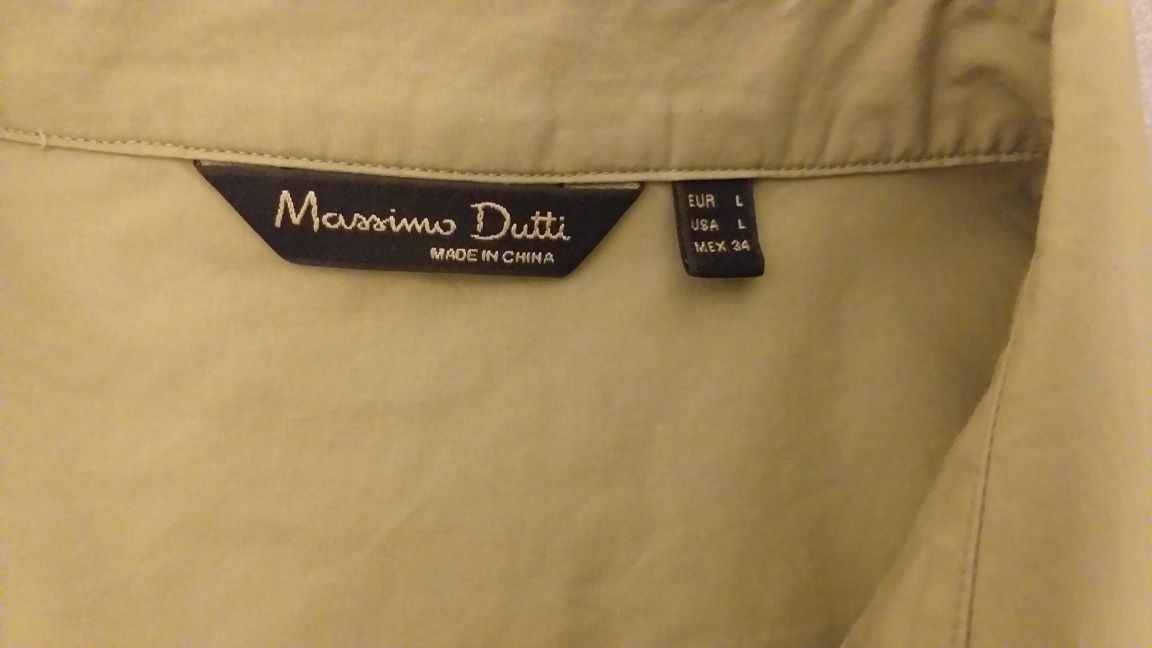 Massimo Dutti
MADE IN CHINA
EUR L
USA L
MEX 34